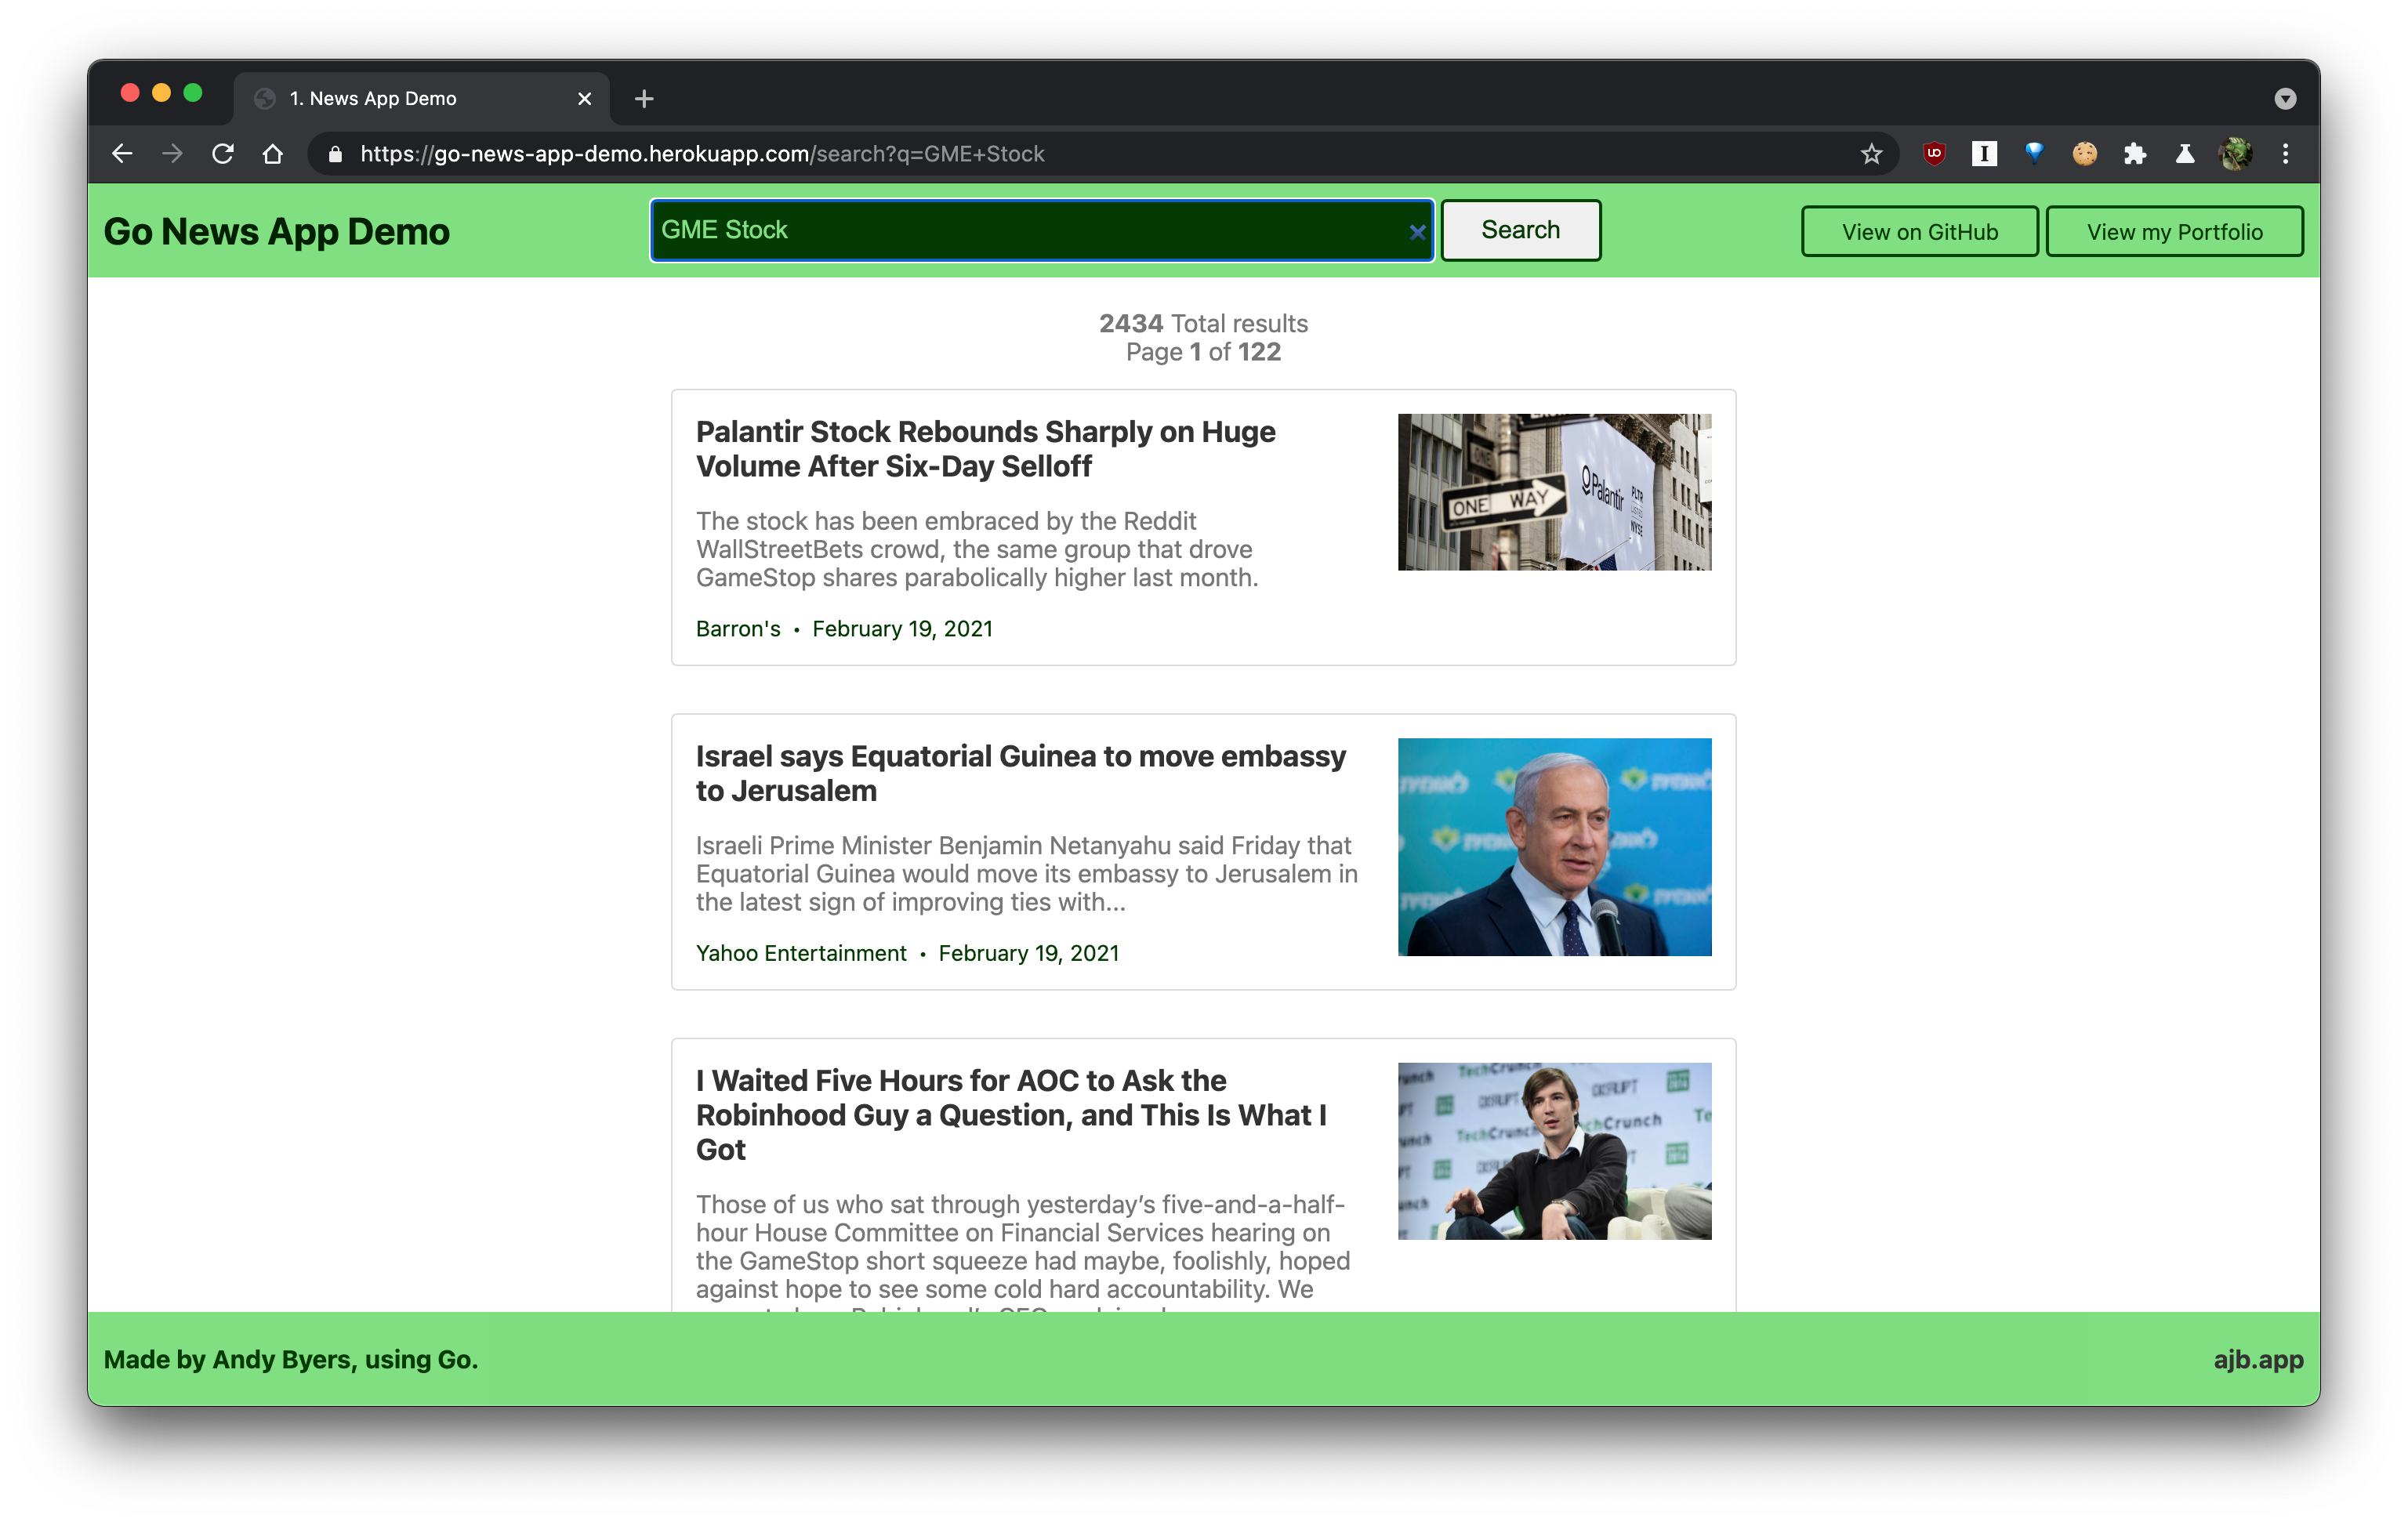 1. News App Demo
https://go-news-app-demo.herokuapp.com/search?q=GME+Stock
Go News App Demo
GME Stock
Search
View on GitHub
View my Portfolio
2434 Total results
Page 1 of 122
Palantir Stock Rebounds Sharply on Huge
Volume After Six-Day Selloff
The stock has been embraced by the Reddit
WallStreetBets crowd, the same group that drove
GameStop shares parabolically higher last month.
Barron's • February 19, 2021
ONE WAY
Palantir
PLTR
NYSE
Israel says Equatorial Guinea to move embassy
to Jerusalem
Israeli Prime Minister Benjamin Netanyahu said Friday that
Equatorial Guinea would move its embassy to Jerusalem in
the latest sign of improving ties with...
Yahoo Entertainment • February 19, 2021
I Waited Five Hours for AOC to Ask the
Robinhood Guy a Question, and This Is What I
Got
Those of us who sat through yesterday’s five-and-a-half-
hour House Committee on Financial Services hearing on
the GameStop short squeeze had maybe, foolishly, hoped
against hope to see some cold hard accountability. We
TechCrunch
DISRUPT
TechCrunch
Made by Andy Byers, using Go.
ajb.app